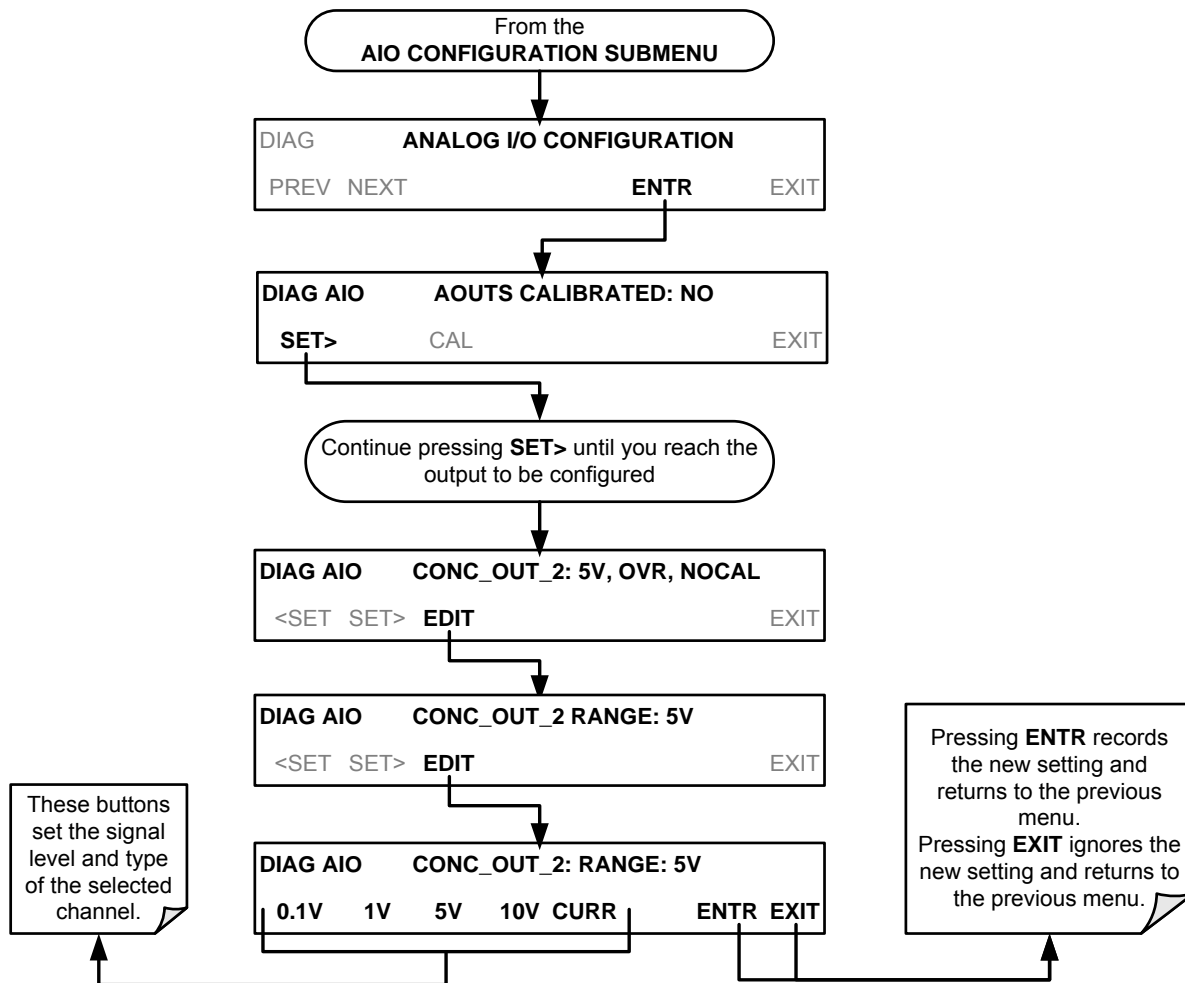 From the
AIO CONFIGURATION SUBMENU
DIAG ANALOG I/O CONFIGURATION
PREV NEXT ENTR EXIT
DIAG AIO AOUTS CALIBRATED: NO
SET> CAL EXIT
Continue pressing SET> until you reach the
output to be configured
DIAG AIO CONC_OUT_2: 5V, OVR, NOCAL
<SET SET> EDIT EXIT
DIAG AIO CONC_OUT_2 RANGE: 5V
<SET SET> EDIT EXIT
These buttons
set the signal
level and type
of the selected
channel.
DIAG AIO CONC_OUT_2: RANGE: 5V
0.1V 1V 5V 10V CURR ENTR EXIT
Pressing ENTR records
the new setting and
returns to the previous
menu.
Pressing EXIT ignores the
new setting and returns to
the previous menu.